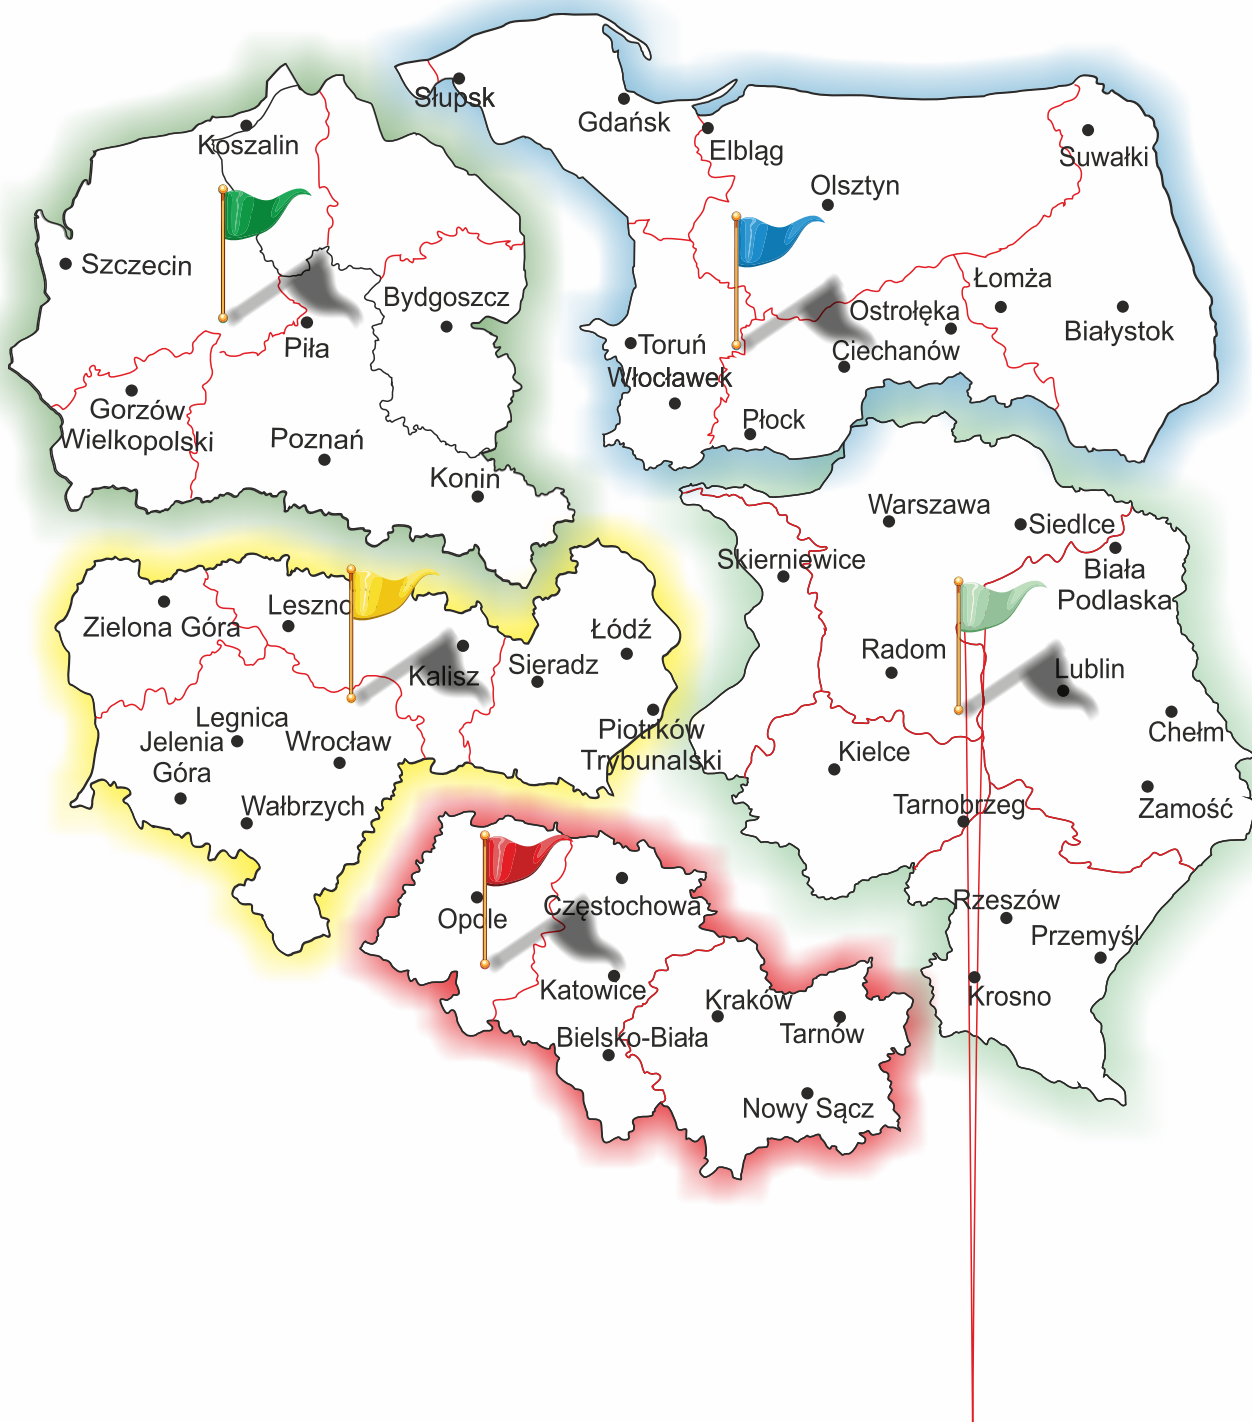 Słupsk
Gdańsk
Elbląg
Suwałki
Koszalin
Olsztyn
Szczecin
Bydgoszcz
Łomża
Ostrołęka
Białystok
Piła
Toruń
Ciechanów
Włocławek
Gorzów
Wielkopolski
Płock
Poznań
Konin
Warszawa
Siedlce
Skierniewice
Biała
Podlaska
Leszno
Zielona Góra
Łódź
Kalisz
Sieradz
Radom
Lublin
Legnica
Piotrków
Trybunalski
Jelenia
Góra
Wrocław
Chełm
Kielce
Wałbrzych
Tarnobrzeg
Zamość
Opole
Częstochowa
Rzeszów
Przemyśl
Katowice
Kraków
Krosno
Bielsko-Biała
Tarnów
Nowy Sącz